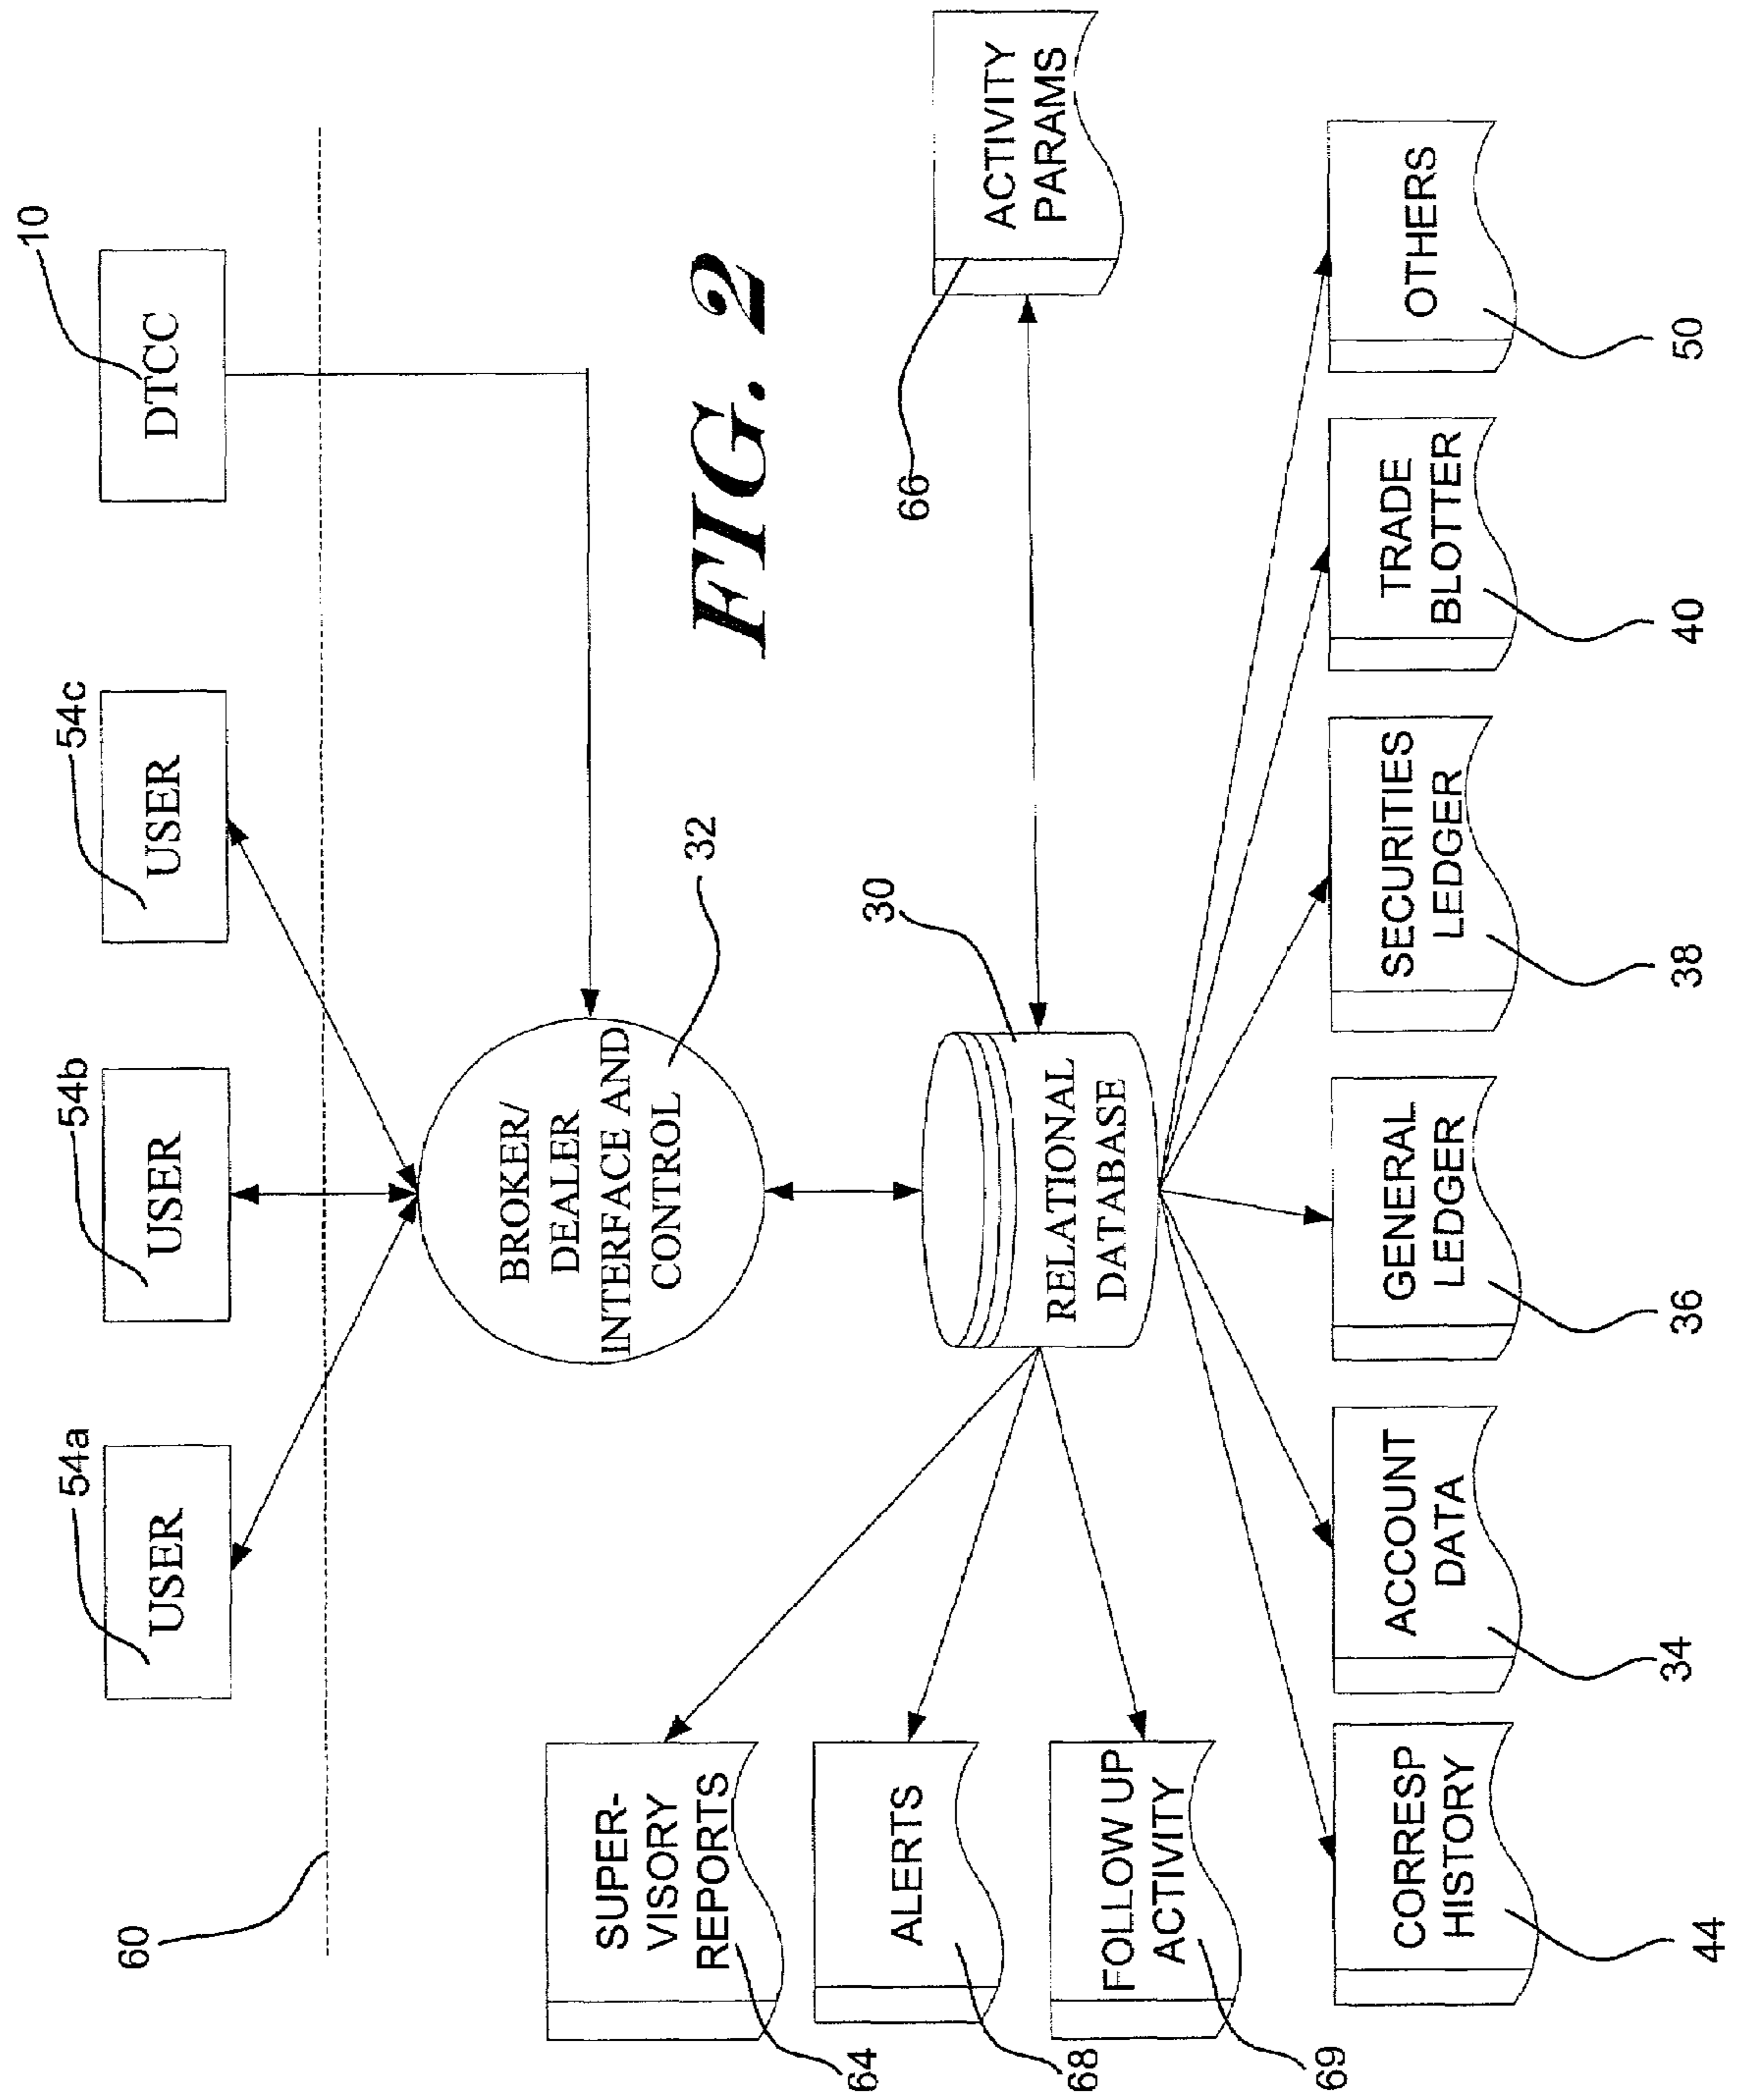 54a
USER
54b
USER
54c
USER
10
DTCC
60
BROKER/
DEALER
INTERFACE AND
CONTROL
32
FIG. 2
SUPER-
VISORY
REPORTS
64
ALERTS
68
FOLLOW UP
ACTIVITY
69
30
RELATIONAL
DATABASE
66
ACTIVITY
PARAMS
CORRESP
HISTORY
44
ACCOUNT
DATA
34
GENERAL
LEDGER
36
SECURITIES
LEDGER
38
TRADE
BLOTTER
40
OTHERS
50